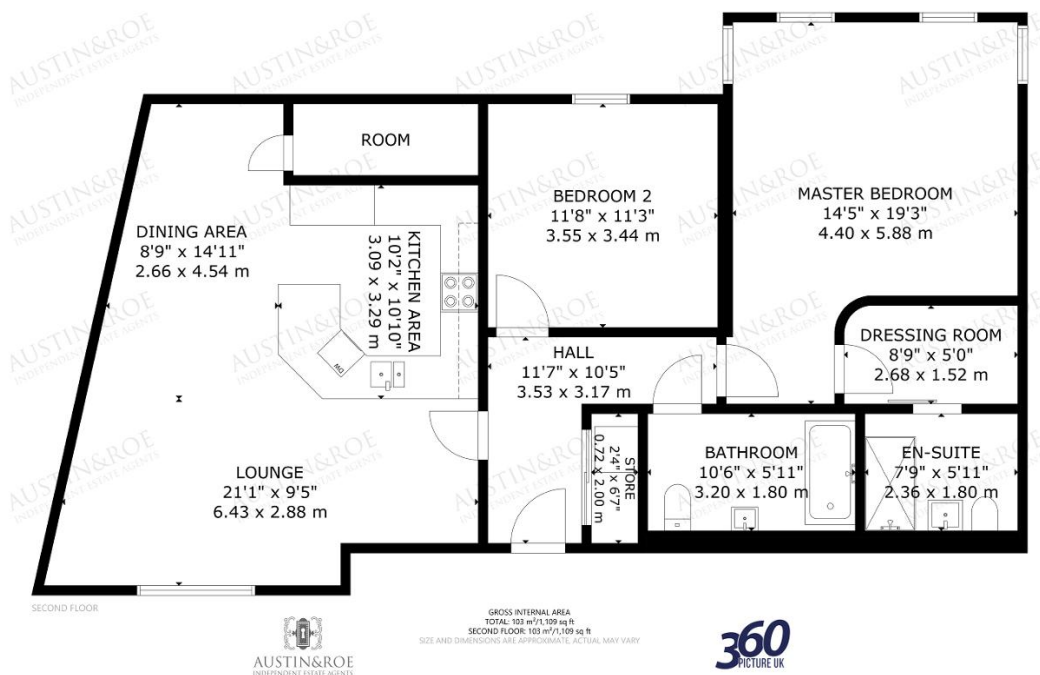 ROOM
DINING AREA
8'9" x 14'11"
2.66 x 4.54 m
KITCHEN AREA
10'2" x 10'10"
3.09 x 3.29 m
BEDROOM 2
11'8" x 11'3"
3.55 x 3.44 m
MASTER BEDROOM
14'5" x 19'3"
4.40 x 5.88 m
HALL
11'7" x 10'5"
3.53 x 3.17 m
DRESSING ROOM
8'9" x 5'0"
2.68 x 1.52 m
LOUNGE
21'1" x 9'5"
6.43 x 2.88 m
STORE
2'4" x 6'7"
0.72 x 2.00 m
BATHROOM
10'6" x 5'11"
3.20 x 1.80 m
EN-SUITE
7'9" x 5'11"
2.36 x 1.80 m
SECOND FLOOR
GROSS INTERNAL AREA
TOTAL: 103 m²/1,109 sq ft
SECOND FLOOR: 103 m²/1,109 sq ft
SIZE AND DIMENSIONS ARE APPROXIMATE, ACTUAL MAY VARY
AUSTIN&ROE
INDEPENDENT ESTATE AGENTS
360
PICTURE UK